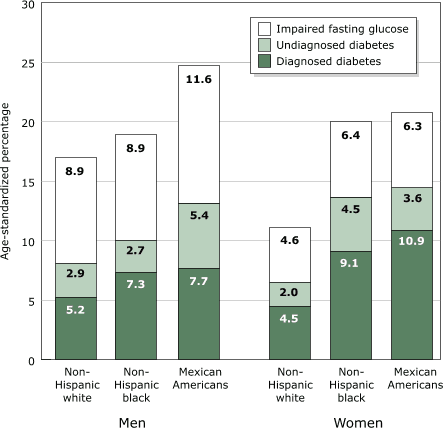 30
25
20
15
10
5
0
Age-standardized percentage
Impaired fasting glucose
Undiagnosed diabetes
Diagnosed diabetes
8.9
2.9
5.2
8.9
2.7
7.3
11.6
5.4
7.7
4.6
2.0
4.5
6.4
4.5
9.1
6.3
3.6
10.9
Non-
Hispanic
white
Non-
Hispanic
black
Mexican
Americans
Non-
Hispanic
white
Non-
Hispanic
black
Mexican
Americans
Men
Women